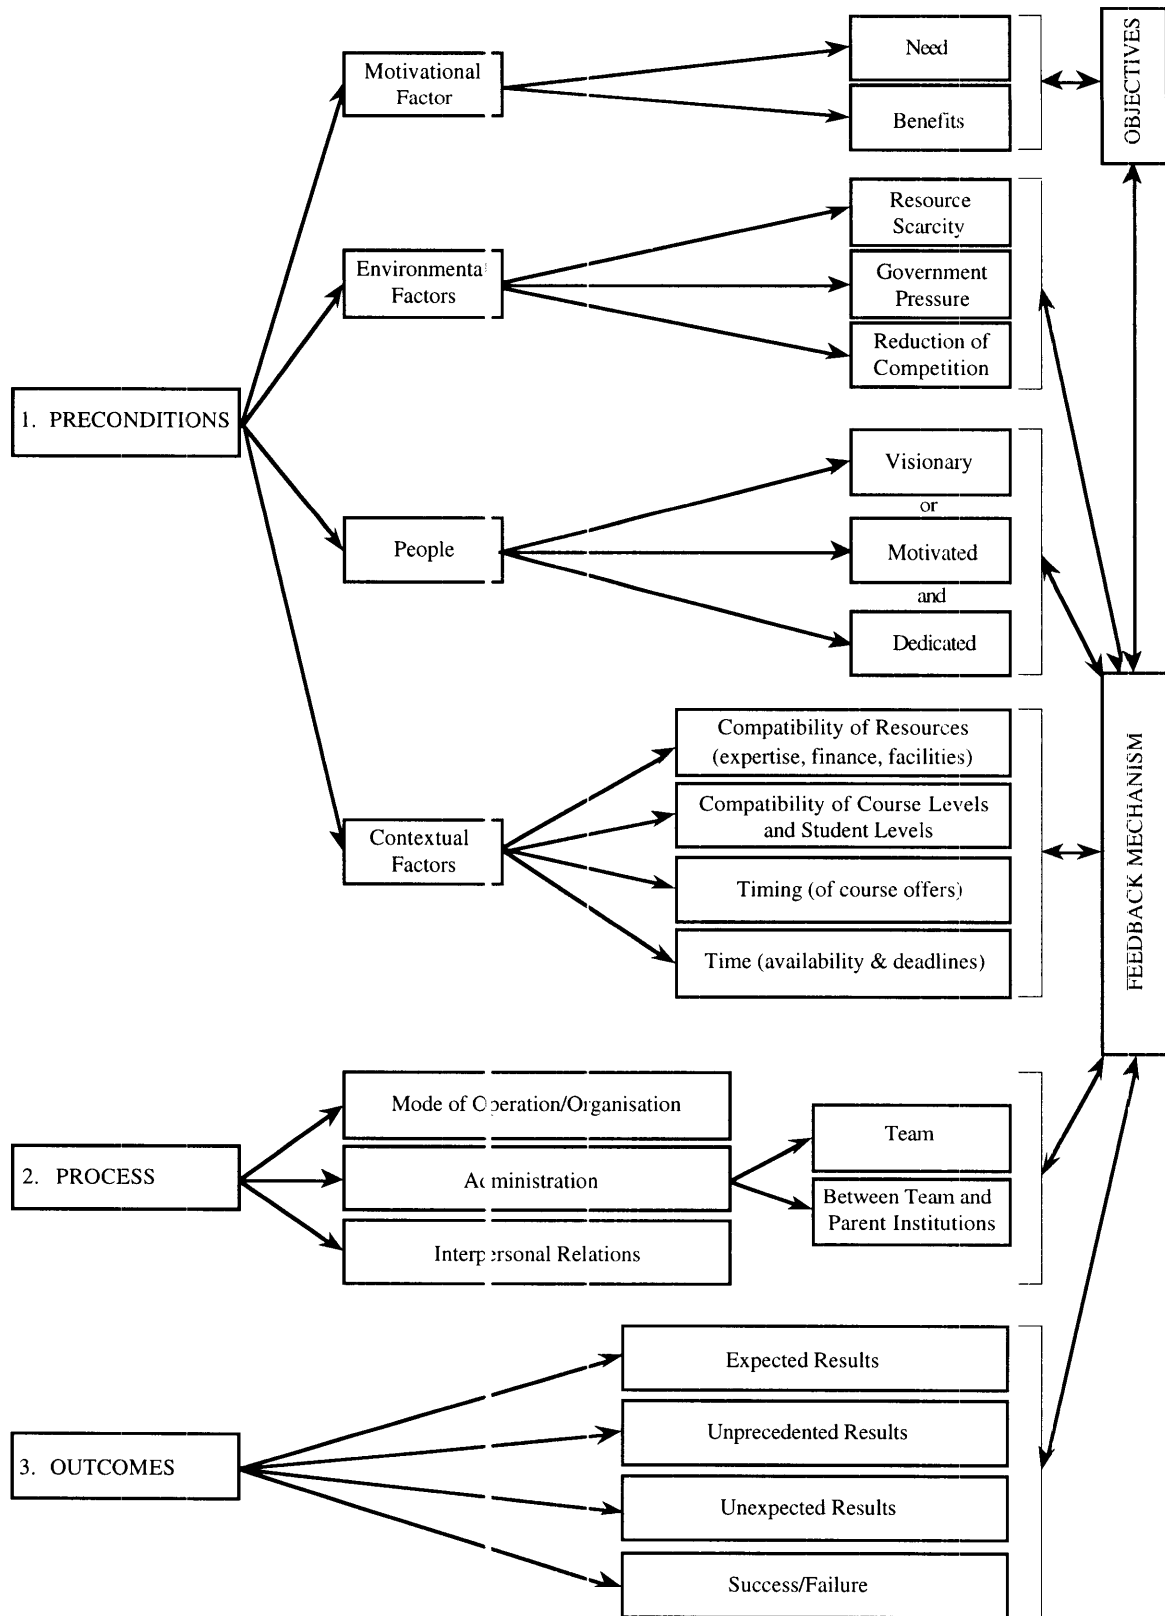 Need
Motivational
Factor
Benefits
OBJECTIVES
Resource
Scarcity
Environmental
Factors
Government
Pressure
Reduction of
Competition
1. PRECONDITIONS
Visionary
or
People
Motivated
and
Dedicated
Compatibility of Resources
(expertise, finance, facilities)
Compatibility of Course Levels
and Student Levels
Contextual
Factors
Timing (of course offers)
Time (availability & deadlines)
FEEDBACK MECHANISM
Mode of Operation/Organisation
Team
2. PROCESS
Administration
Between Team and
Parent Institutions
Interpersonal Relations
Expected Results
Unprecedented Results
3. OUTCOMES
Unexpected Results
Success/Failure